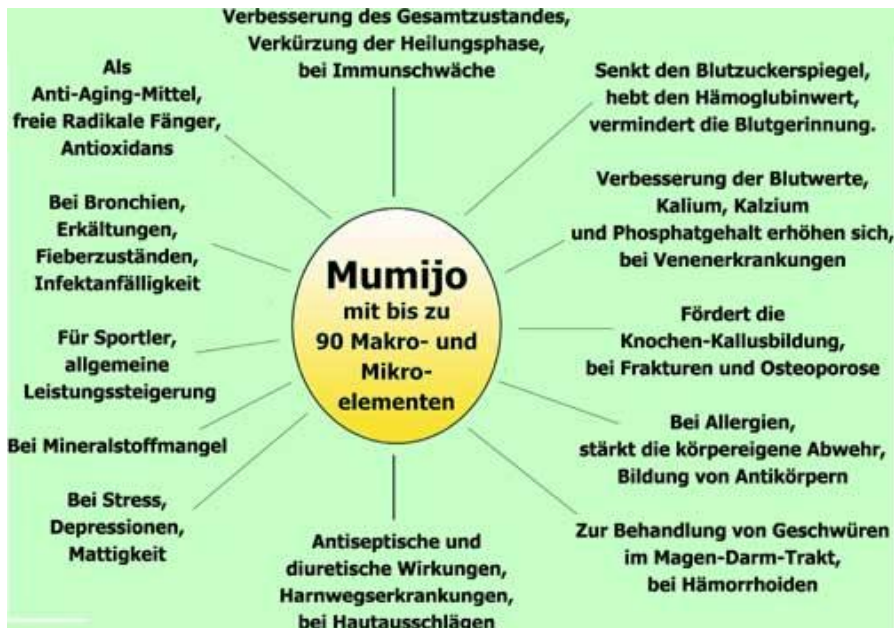 Verbesserung des Gesamtzustandes,
Verkürzung der Heilungsphase,
bei Immunschwäche
Als
Anti-Aging-Mittel,
freie Radikale Fänger,
Antioxidans
Senkt den Blutzuckerspiegel,
hebt den Hämoglubinwert,
vermindert die Blutgerinnung.
Bei Bronchien,
Erkältungen,
Fieberzuständen,
Infektanfälligkeit
Verbesserung der Blutwerte,
Kalium, Kalzium
und Phosphatgehalt erhöhen sich,
bei Venenerkrankungen
Mumijo
mit bis zu
90 Makro- und
Mikro-
elementen
Für Sportler,
allgemeine
Leistungssteigerung
Fördert die
Knochen-Kallusbildung,
bei Frakturen und Osteoporose
Bei Mineralstoffmangel
Bei Allergien,
stärkt die körpereigene Abwehr,
Bildung von Antikörpern
Bei Stress,
Depressionen,
Mattigkeit
Antiseptische und
diuretische Wirkungen,
Harnwegserkrankungen,
bei Hautausschlägen
Zur Behandlung von Geschwüren
im Magen-Darm-Trakt,
bei Hämorrhoiden